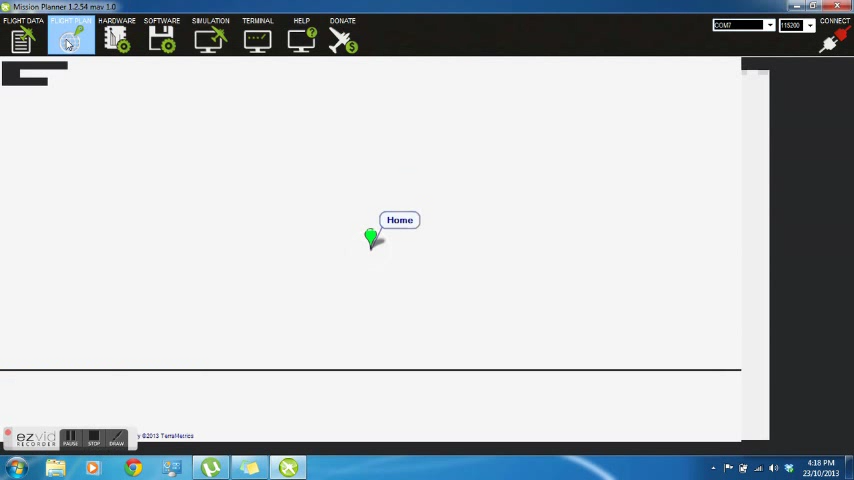 Mission Planner 1.2.54 mav 1.0
FLIGHT DATA FLIGHT PLAN HARDWARE SOFTWARE SIMULATION TERMINAL HELP DONATE COM7 115200 CONNECT
Home
ezvid
RECORDER
PAUSE STOP DRAW
©2013 TerraMetrics
4:18 PM
23/10/2013